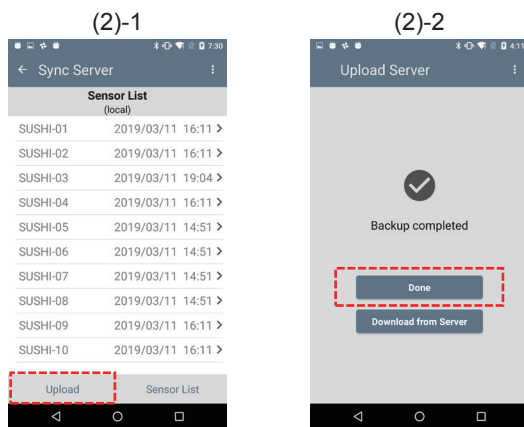 (2)-1
7:30
Sync Server
Sensor List
(local)
SUSHI-01 2019/03/11 16:11
SUSHI-02 2019/03/11 16:11
SUSHI-03 2019/03/11 19:04
SUSHI-04 2019/03/11 16:11
SUSHI-05 2019/03/11 14:51
SUSHI-06 2019/03/11 14:51
SUSHI-07 2019/03/11 14:51
SUSHI-08 2019/03/11 14:51
SUSHI-09 2019/03/11 16:11
SUSHI-10 2019/03/11 16:11
Upload Sensor List
(2)-2
4:11
Upload Server
Backup completed
Done
Download from Server